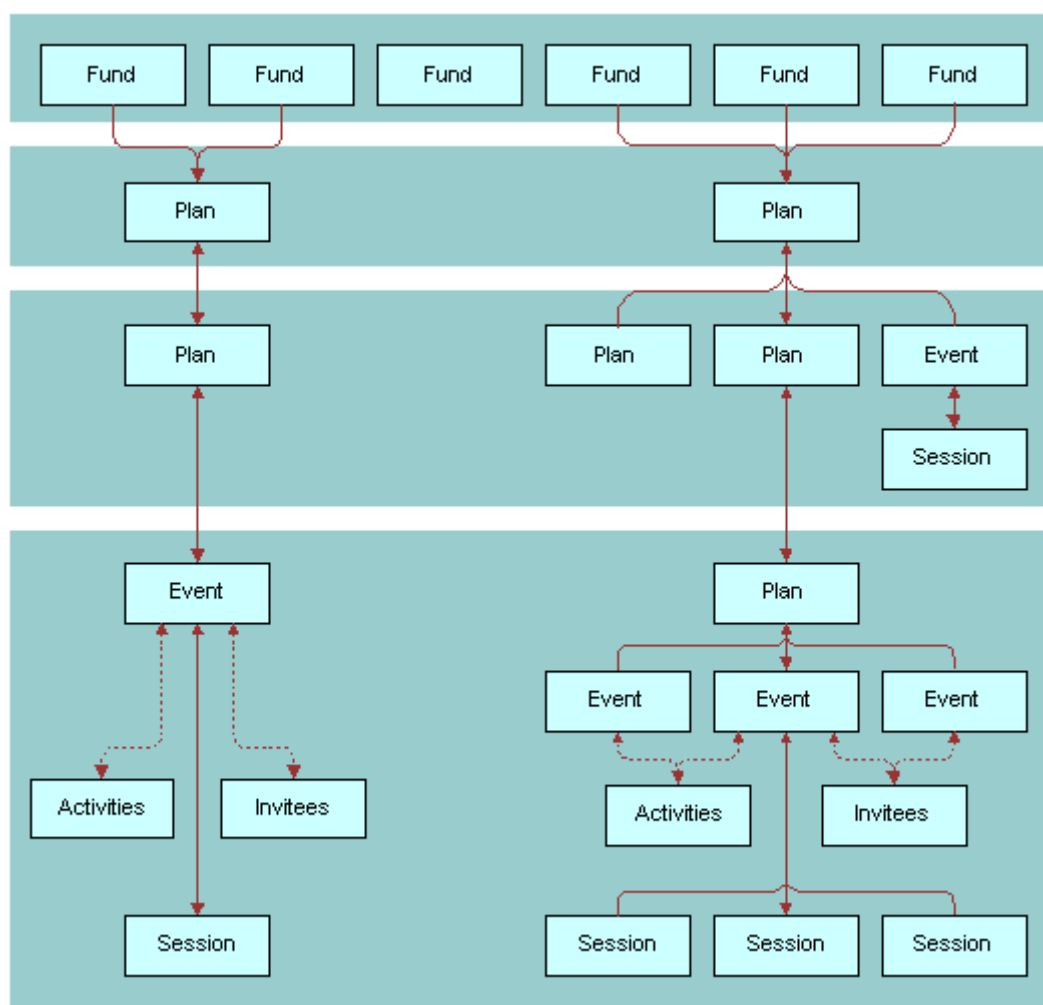 Fund Fund Fund Fund Fund Fund
Plan Plan
Plan Plan Plan Event
Session
Event Plan
Event Event Event
Activities Invitees Activities Invitees
Session Session Session Session